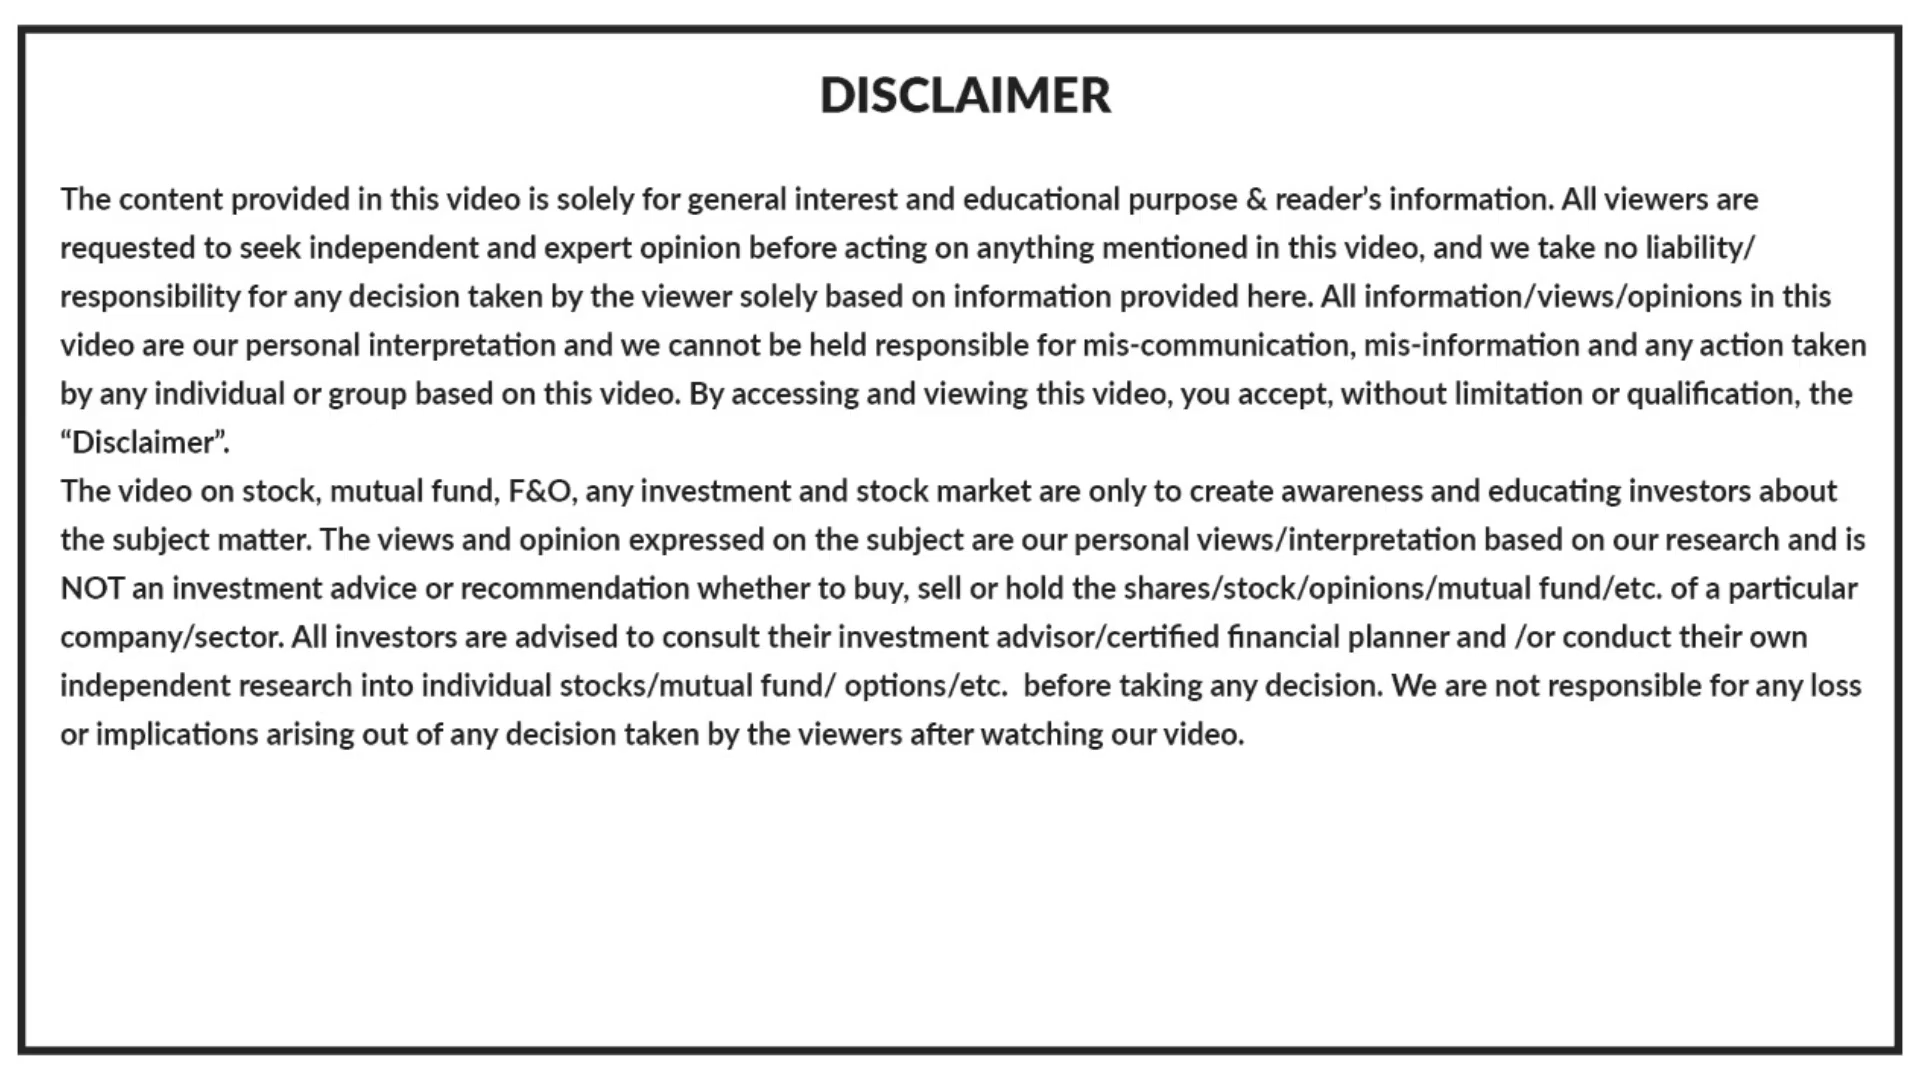 DISCLAIMER
The content provided in this video is solely for general interest and educational purpose & reader’s information. All viewers are
requested to seek independent and expert opinion before acting on anything mentioned in this video, and we take no liability/
responsibility for any decision taken by the viewer solely based on information provided here. All information/views/opinions in this
video are our personal interpretation and we cannot be held responsible for mis-communication, mis-information and any action taken
by any individual or group based on this video. By accessing and viewing this video, you accept, without limitation or qualification, the
“Disclaimer”.
The video on stock, mutual fund, F&O, any investment and stock market are only to create awareness and educating investors about
the subject matter. The views and opinion expressed on the subject are our personal views/interpretation based on our research and is
NOT an investment advice or recommendation whether to buy, sell or hold the shares/stock/opinions/mutual fund/etc. of a particular
company/sector. All investors are advised to consult their investment advisor/certified financial planner and /or conduct their own
independent research into individual stocks/mutual fund/ options/etc.  before taking any decision. We are not responsible for any loss
or implications arising out of any decision taken by the viewers after watching our video.